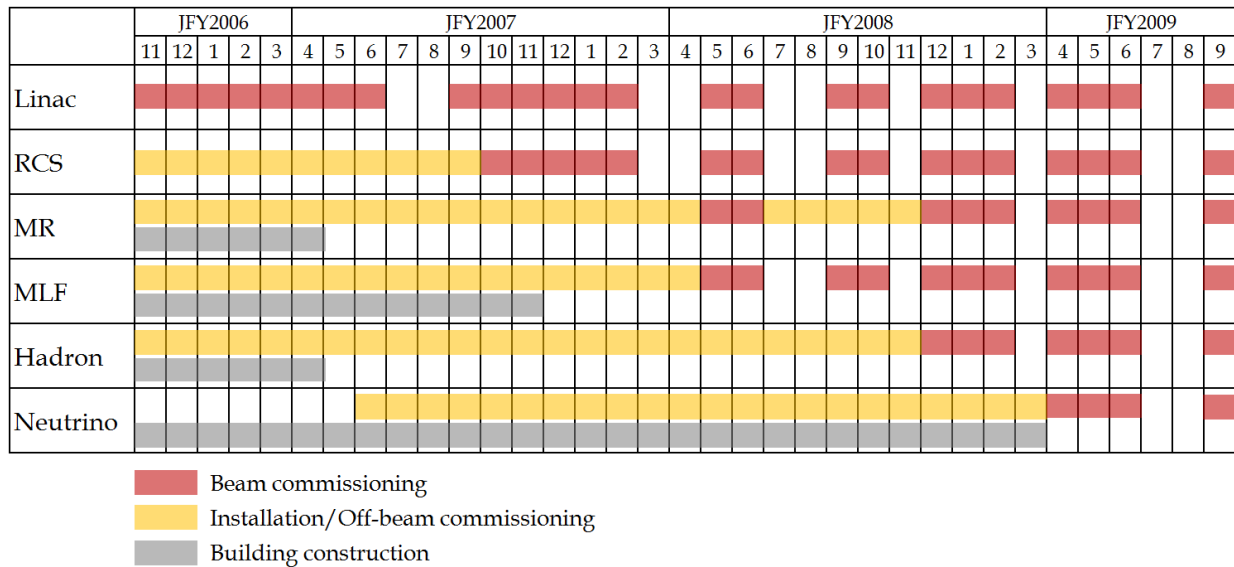 JFY2006 JFY2007 JFY2008 JFY2009
11 12 1 2 3 4 5 6 7 8 9 10 11 12 1 2 3 4 5 6 7 8 9 10 11 12 1 2 3 4 5 6 7 8 9
Linac
RCS
MR
MLF
Hadron
Neutrino
Beam commissioning
Installation/Off-beam commissioning
Building construction